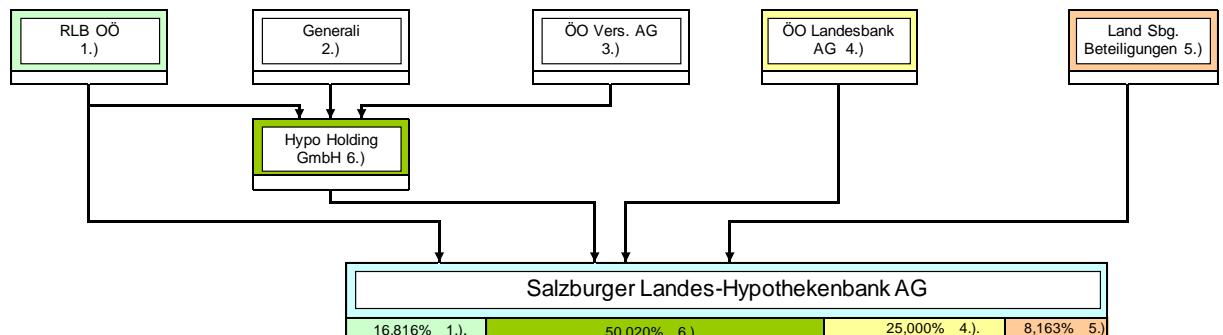 RLB OÖ
1.)
Generali
2.)
ÖO Vers. AG
3.)
ÖO Landesbank
AG 4.)
Land Sbg.
Beteiligungen 5.)
Hypo Holding
GmbH 6.)
Salzburger Landes-Hypothekenbank AG
16,816% 1.).
50,020% 6.)
25,000% 4.).
8,163% 5.)